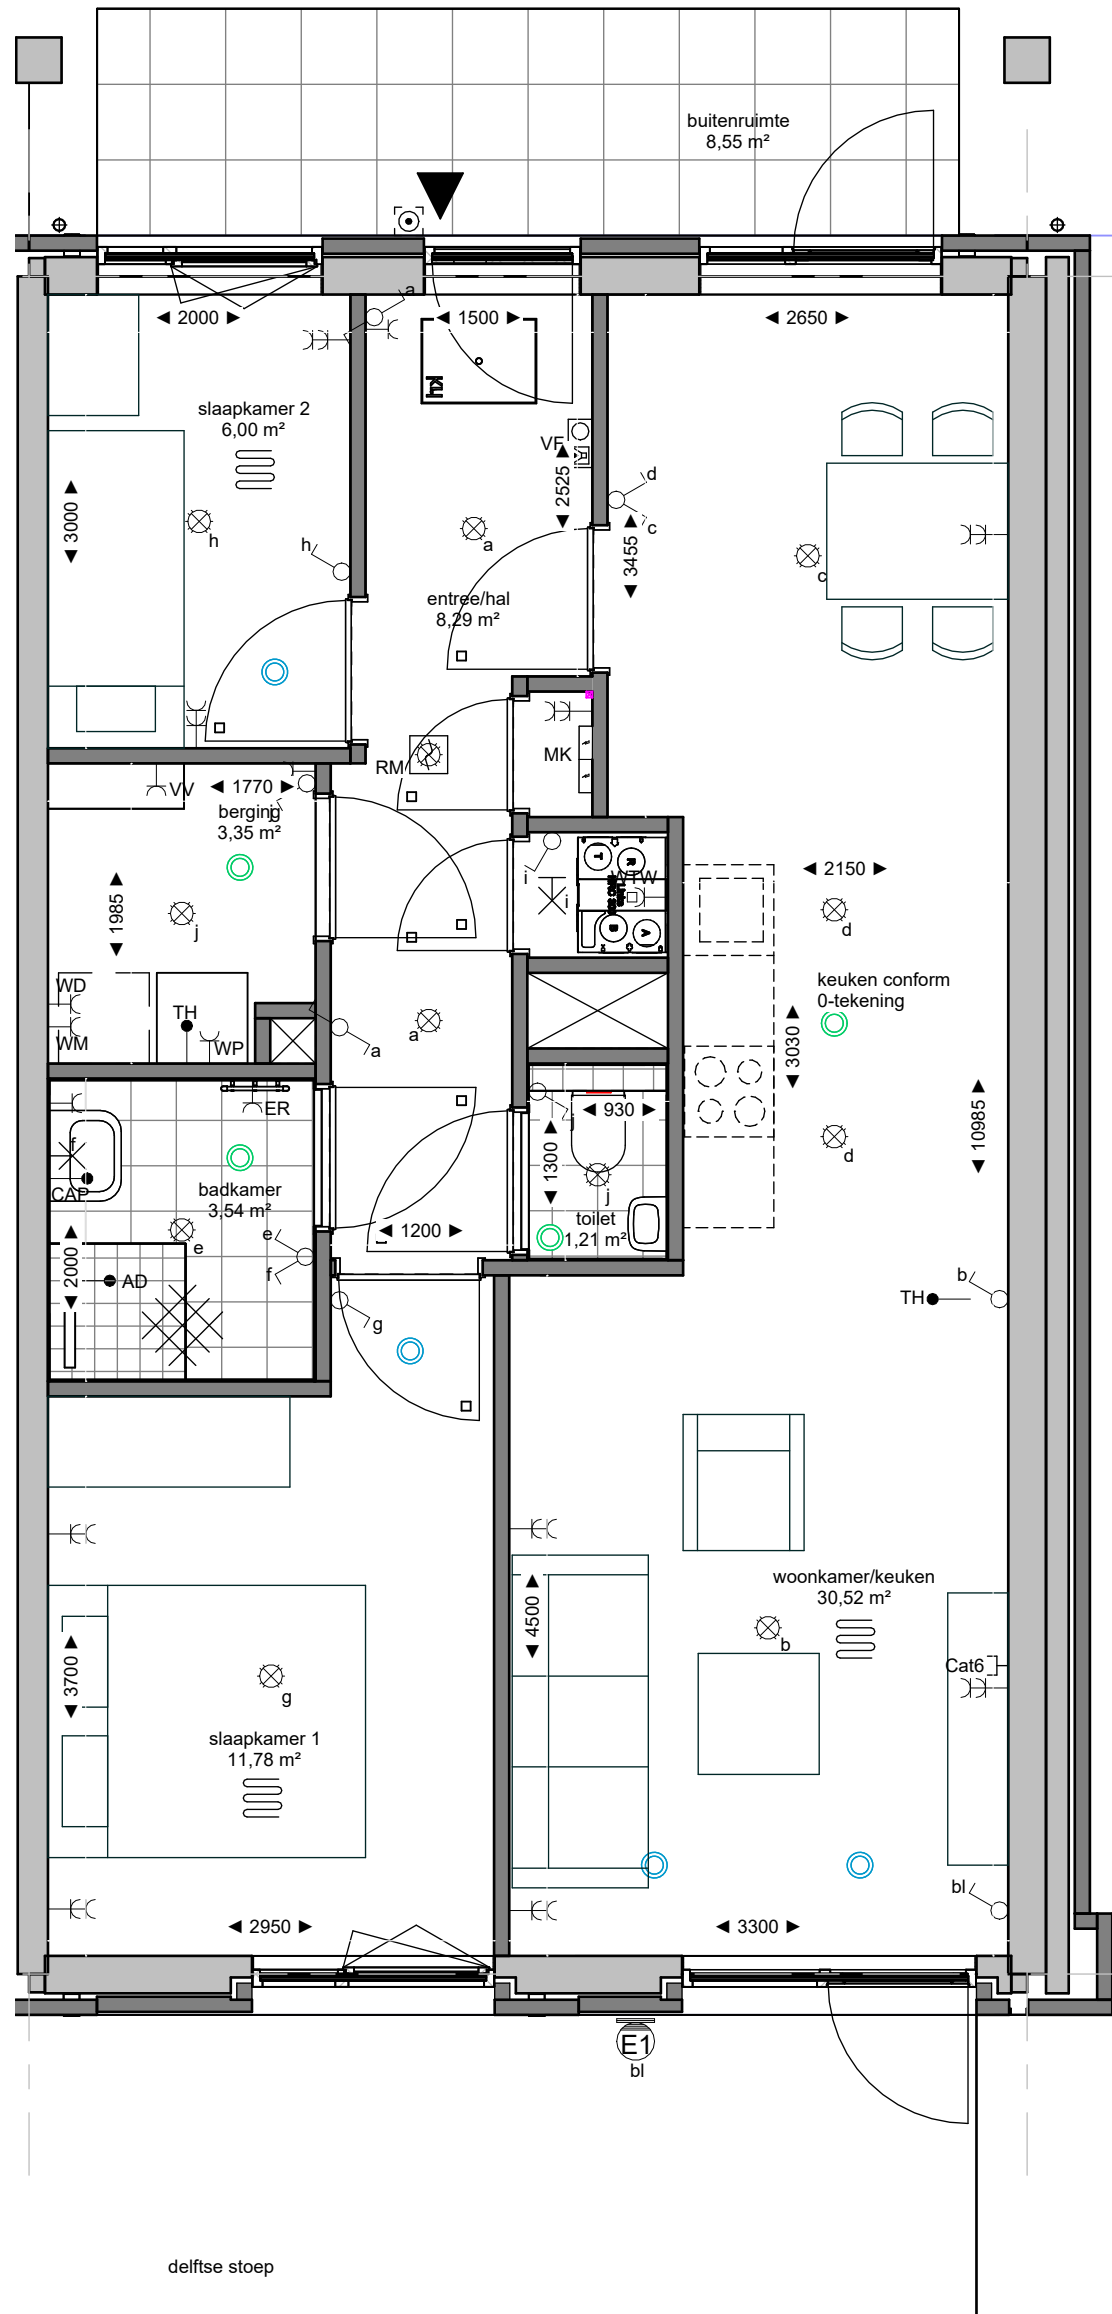 buitenruimte
8,55 m²
a
2000
1500
2650
slaapkamer 2
6,00 m²
VF
2525
d
c
3000
h
h
a
3455
c
entree/hal
8,29 m²
RM
MK
VV
1770
j
berging
3,35 m²
i
i
WTW
T
R
B
A
2150
d
1985
j
WD
WM
TH
WP
a
a
keuken conform
0-tekening
3030
ER
f
CAP
badkamer
3,54 m²
e
e
f
2000
AD
j
930
1300
j
toilet
1,21 m²
1200
d
10985
g
b
TH
4500
woonkamer/keuken
30,52 m²
b
Cat6
3700
g
slaapkamer 1
11,78 m²
bl
2950
3300
E1
bl
delftse stoep